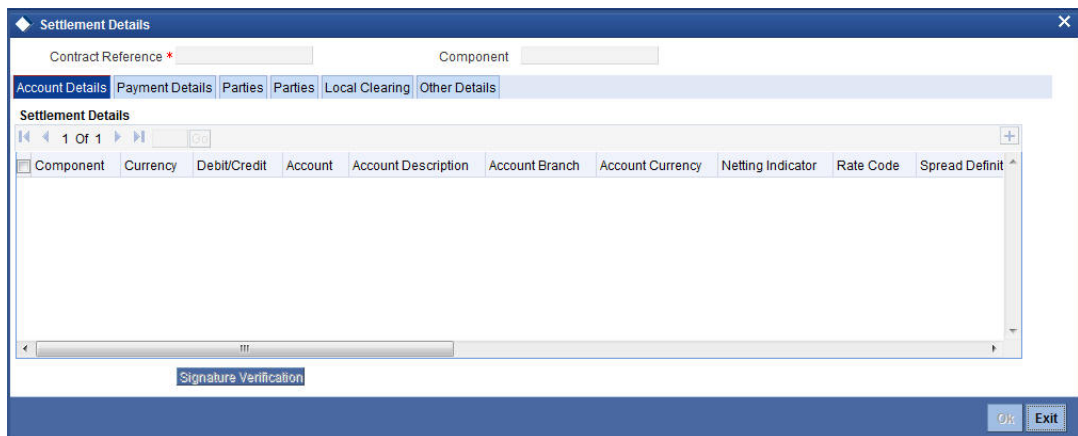 Settlement Details
Contract Reference * Component
Account Details Payment Details Parties Parties Local Clearing Other Details
Settlement Details
1 Of 1 Go
Component Currency Debit/Credit Account Account Description Account Branch Account Currency Netting Indicator Rate Code Spread Definit
Signature Verification
Ok Exit